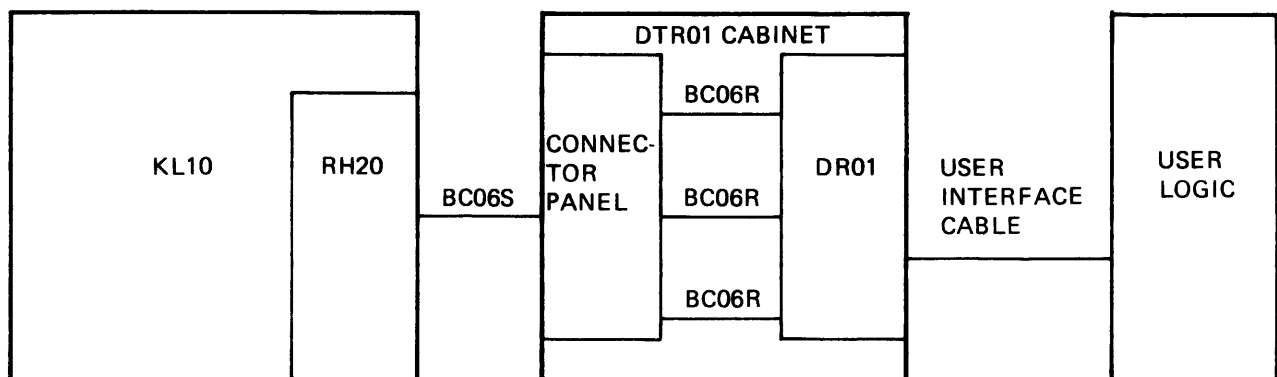 DTR01 CABINET
KL10
RH20
BC06S
CONNEC-
TOR
PANEL
BC06R
BC06R
BC06R
DR01
USER
INTERFACE
CABLE
USER
LOGIC